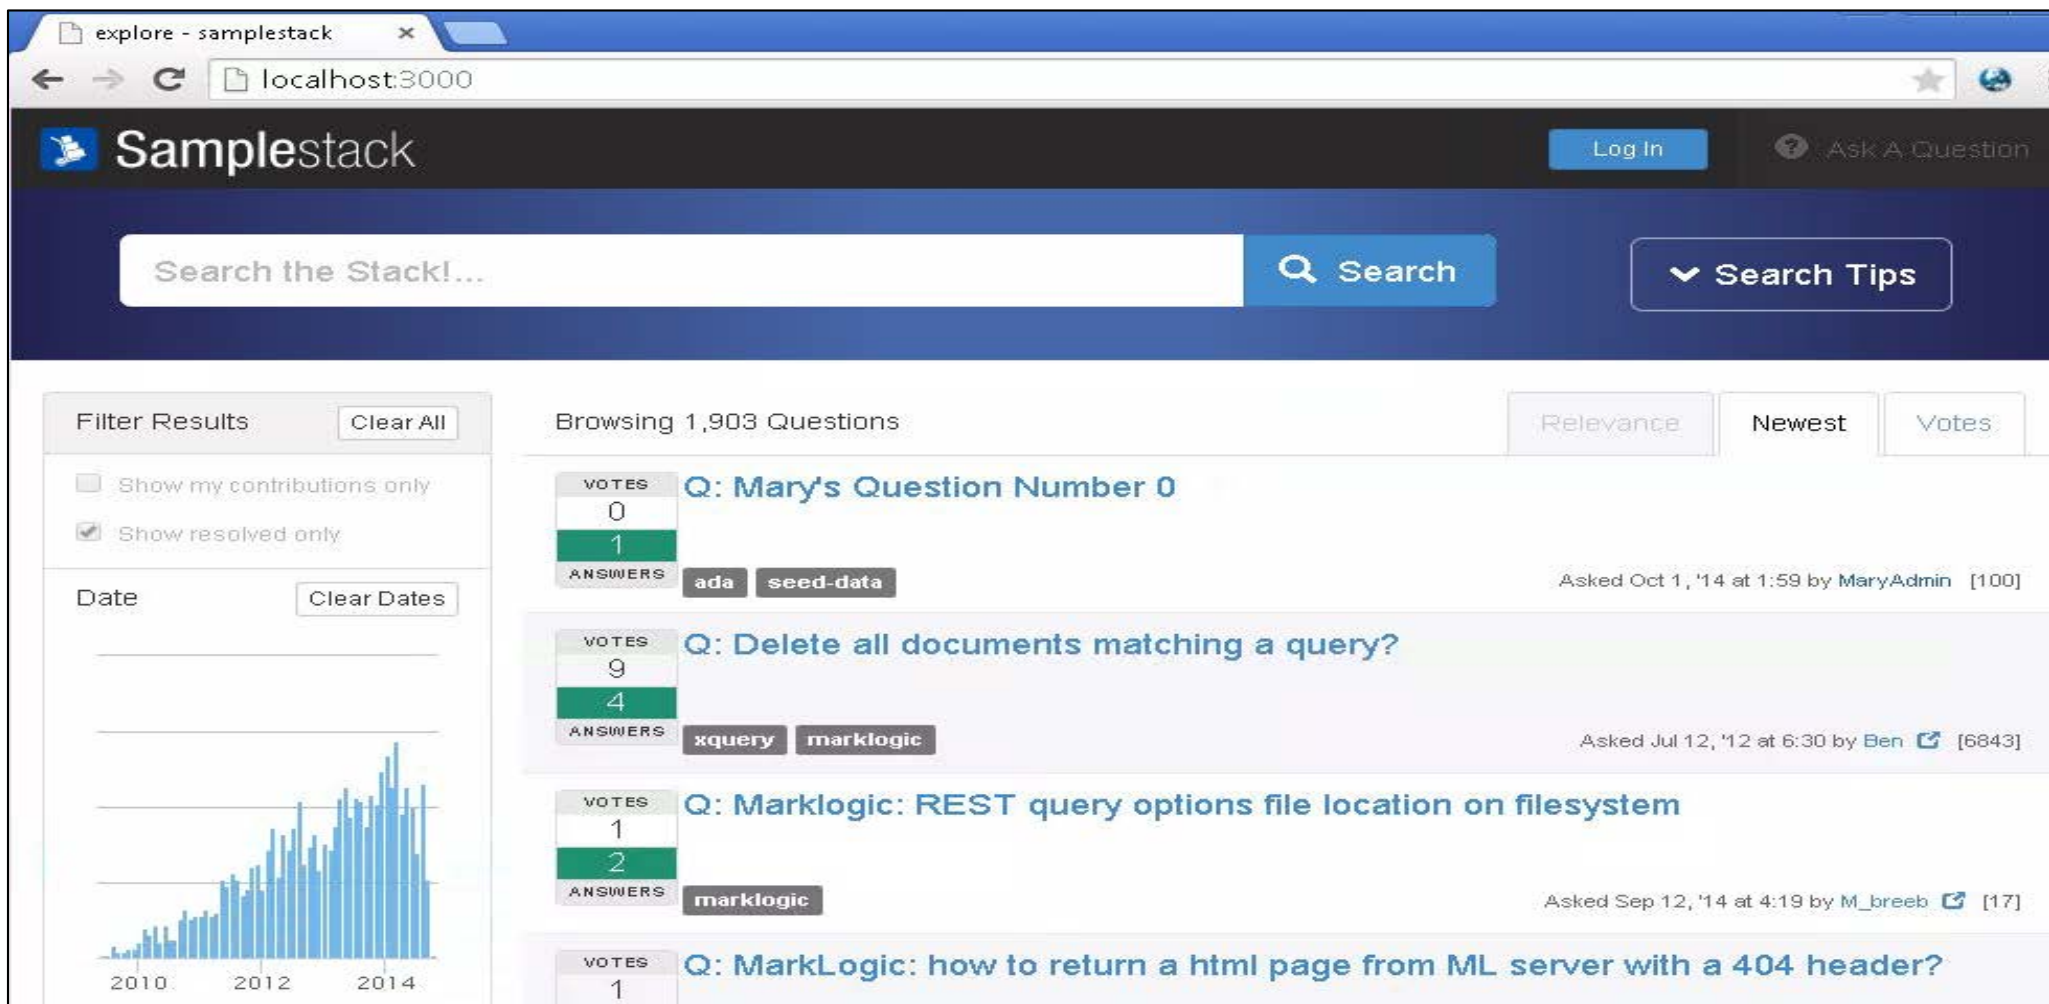 explore - samplestack
localhost:3000
Samplestack
Log In
Ask A Question
Search the Stack!...
Search
Search Tips
Filter Results
Clear All
Show my contributions only
Show resolved only
Date
Clear Dates
2010 2012 2014
Browsing 1,903 Questions
Relevance
Newest
Votes
VOTES
0
1
ANSWERS
Q: Mary's Question Number 0
ada seed-data
Asked Oct 1, '14 at 1:59 by MaryAdmin [100]
VOTES
9
4
ANSWERS
Q: Delete all documents matching a query?
xquery marklogic
Asked Jul 12, '12 at 6:30 by Ben [6843]
VOTES
1
2
ANSWERS
Q: Marklogic: REST query options file location on filesystem
marklogic
Asked Sep 12, '14 at 4:19 by M_breeb [17]
VOTES
1
Q: MarkLogic: how to return a html page from ML server with a 404 header?